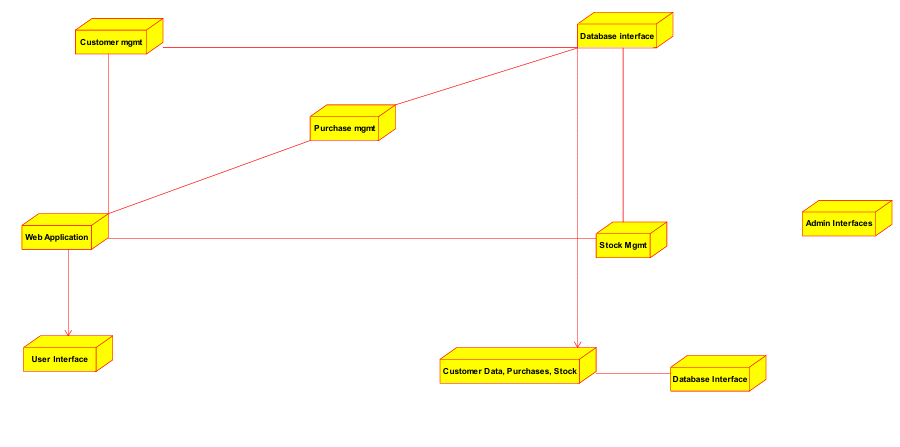 Database interface
Customer mgmt
Purchase mgmt
Admin Interfaces
Web Application
Stock Mgmt
User Interface
Customer Data, Purchases, Stock
Database Interface